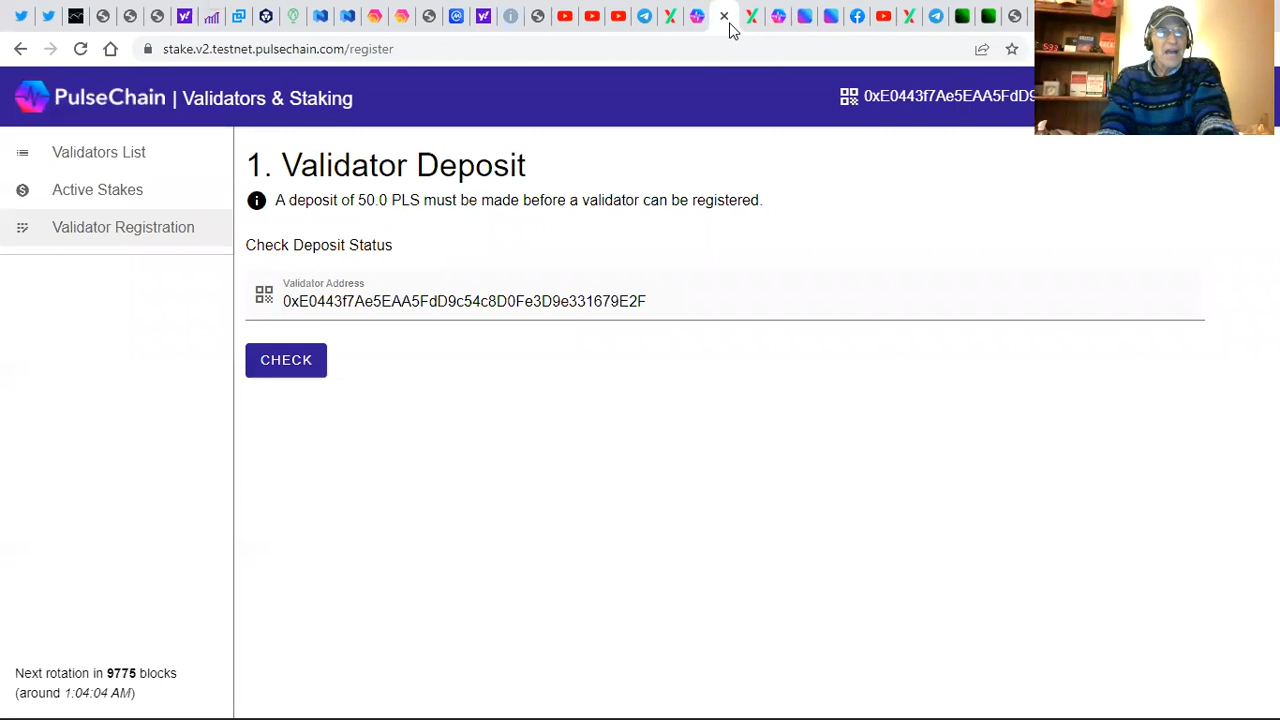 stake.v2.testnet.pulsechain.com/register
PulseChain | Validators & Staking
0xE0443f7Ae5EAA5FdD9
Validators List
Active Stakes
Validator Registration
1. Validator Deposit
A deposit of 50.0 PLS must be made before a validator can be registered.
Check Deposit Status
Validator Address
0xE0443f7Ae5EAA5FdD9c54c8D0Fe3D9e331679E2F
CHECK
Next rotation in 9775 blocks
(around 1:04:04 AM)